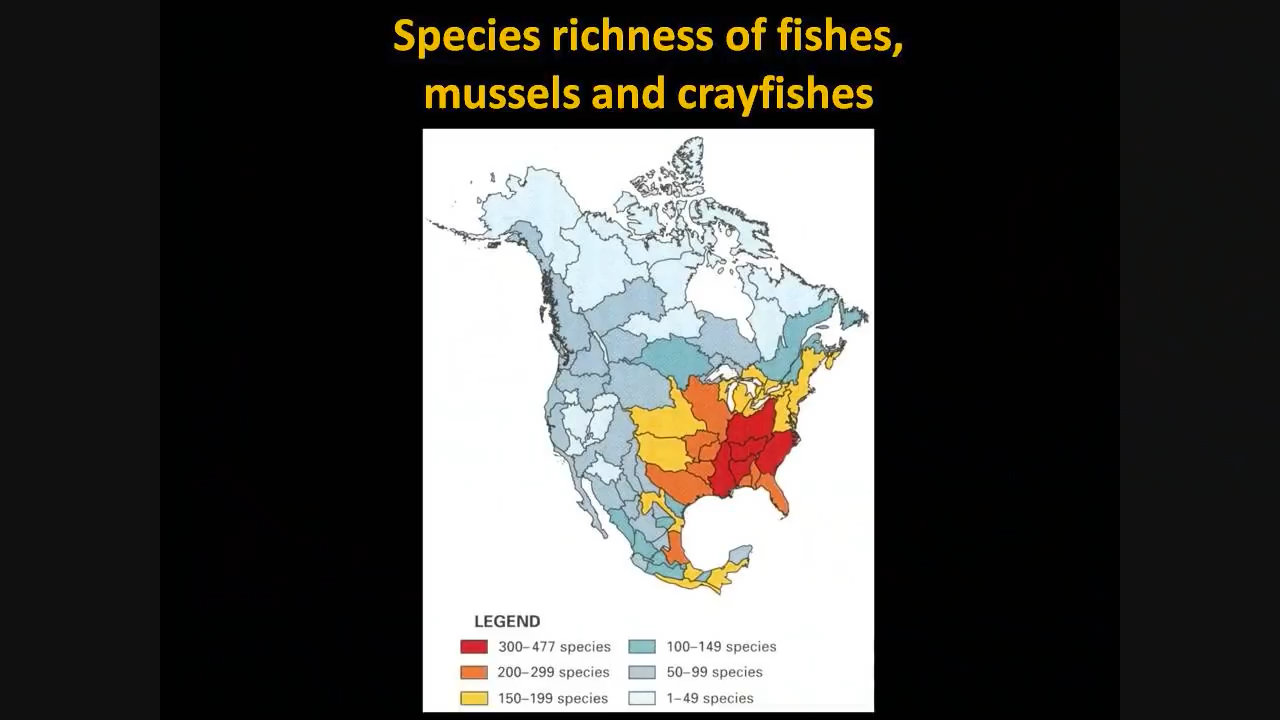 Species richness of fishes,
mussels and crayfishes
LEGEND
300–477 species
200–299 species
150–199 species
100–149 species
50–99 species
1–49 species